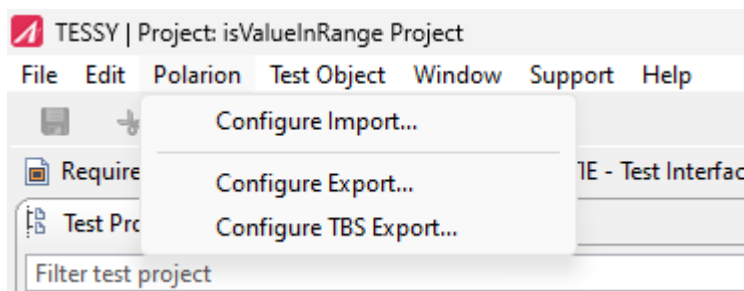 TESSY | Project: isValueInRange Project
File Edit Polarion Test Object Window Support Help
Configure Import...
Require
Configure Export...
IE - Test Interfac
Test Pro
Configure TBS Export...
Filter test project